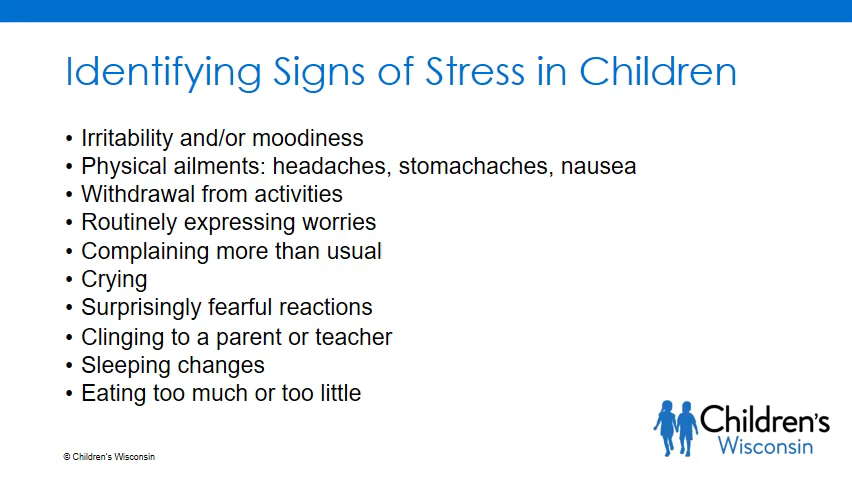 Identifying Signs of Stress in Children
• Irritability and/or moodiness
• Physical ailments: headaches, stomachaches, nausea
• Withdrawal from activities
• Routinely expressing worries
• Complaining more than usual
• Crying
• Surprisingly fearful reactions
• Clinging to a parent or teacher
• Sleeping changes
• Eating too much or too little
Children's
Wisconsin
© Children's Wisconsin